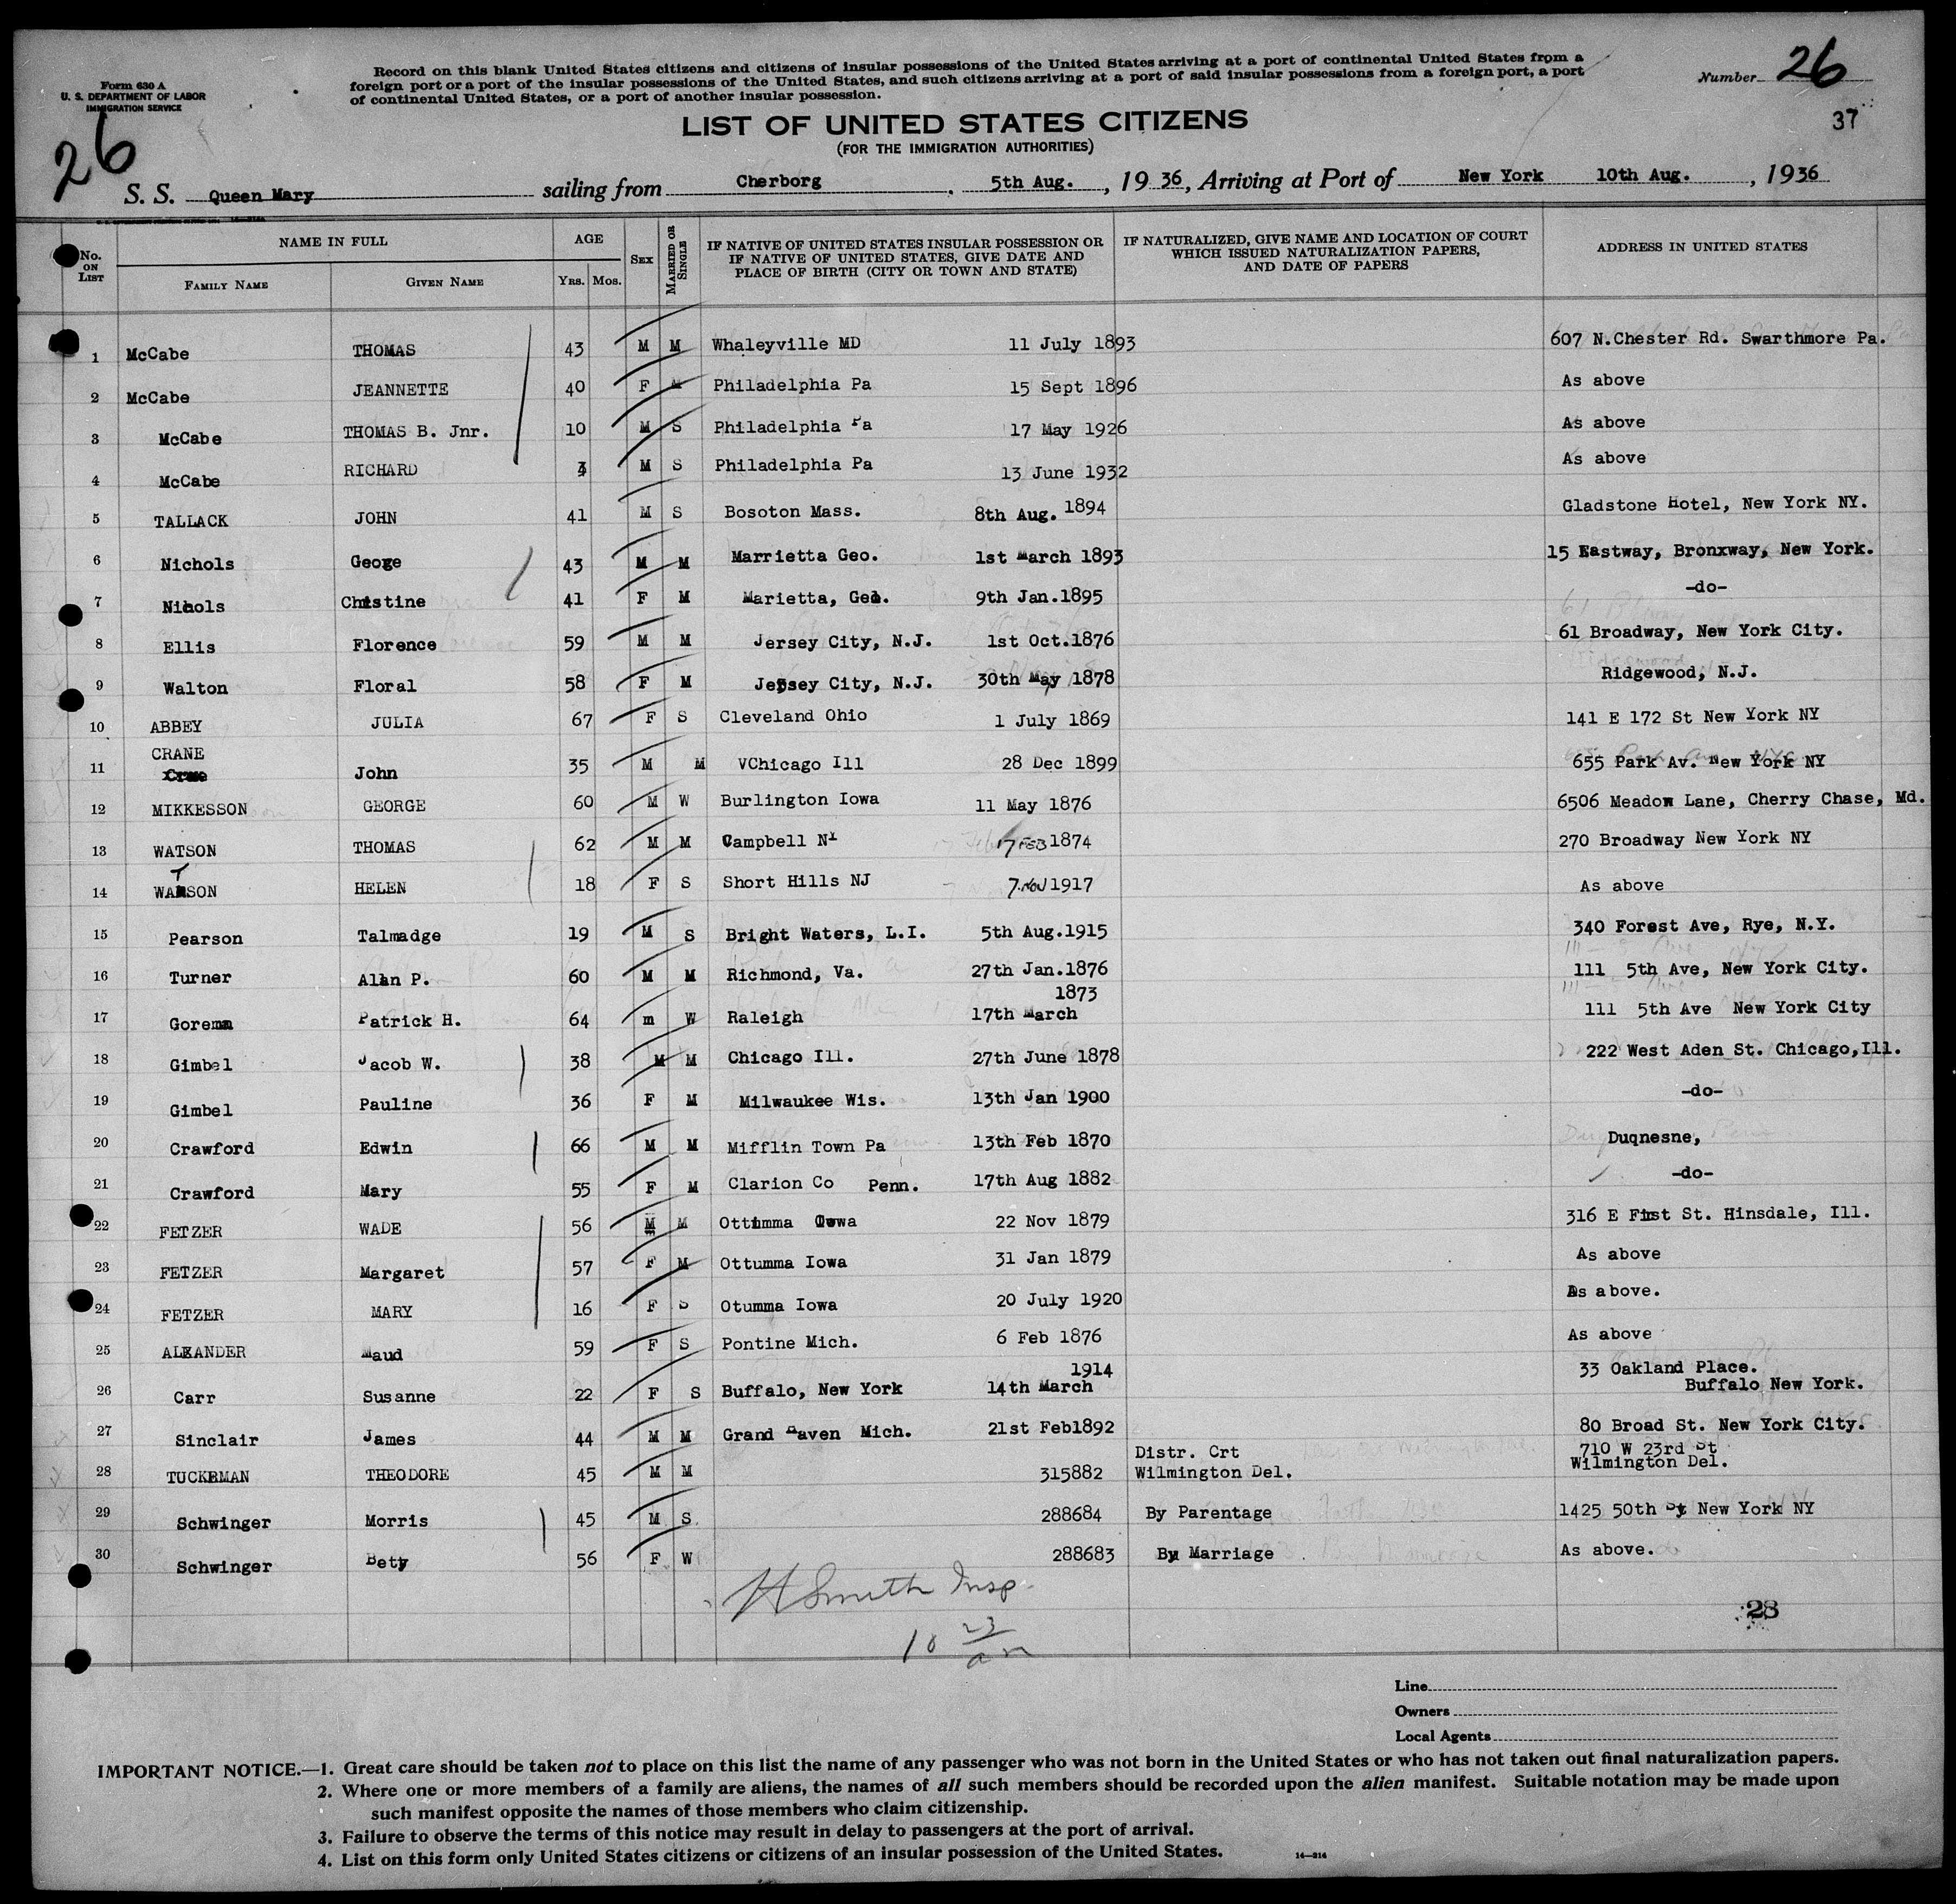 Form 630 A
U. S. DEPARTMENT OF LABOR
IMMIGRATION SERVICE
Record on this blank United States citizens and citizens of insular possessions of the United States arriving at a port of continental United States from a
foreign port or a port of the insular possessions of the United States, and such citizens arriving at a port of said insular possessions from a foreign port, a port
of continental United States, or a port of another insular possession.
Number 26
37
26
LIST OF UNITED STATES CITIZENS
(FOR THE IMMIGRATION AUTHORITIES)
S. S. Queen Mary sailing from Cherborg, 5th Aug., 19 36, Arriving at Port of New York 10th Aug., 1936
No. ON LIST
NAME IN FULL
FAMILY NAME
GIVEN NAME
AGE
YRS. MOS.
SEX
MARRIED OR SINGLE
IF NATIVE OF UNITED STATES INSULAR POSSESSION OR
IF NATIVE OF UNITED STATES, GIVE DATE AND
PLACE OF BIRTH (CITY OR TOWN AND STATE)
IF NATURALIZED, GIVE NAME AND LOCATION OF COURT
WHICH ISSUED NATURALIZATION PAPERS,
AND DATE OF PAPERS
ADDRESS IN UNITED STATES
1 McCabe THOMAS 43 M M Whaleyville MD 11 July 1893 607 N.Chester Rd. Swarthmore Pa.
2 McCabe JEANNETTE 40 F M Philadelphia Pa 15 Sept 1896 As above
3 McCabe THOMAS B. Jnr. 10 M S Philadelphia Pa 17 May 1926 As above
4 McCabe RICHARD M S Philadelphia Pa 13 June 1932 As above
5 TALLACK JOHN 41 M S Bosoton Mass. 8th Aug. 1894 Gladstone Hotel, New York NY.
6 Nichols Geoge 43 M M Marrietta Geo. 1st March 1893 15 Eastway, Bronxway, New York.
7 Nihols Chistine 41 F M Marietta, Geo. 9th Jan.1895 -do-
8 Ellis Florence 59 M M Jersey City, N.J. 1st Oct.1876 61 Broadway, New York City.
9 Walton Floral 58 F M Jersey City, N.J. 30th May 1878 Ridgewood, N.J.
10 ABBEY JULIA 67 F S Cleveland Ohio 1 July 1869 141 E 172 St New York NY
11 CRANE John 35 M M VChicago Ill 28 Dec 1899 655 Park Av. New York NY
12 MIKKESSON GEORGE 60 M W Burlington Iowa 11 May 1876 6506 Meadow Lane, Cherry Chase, Md.
13 WATSON THOMAS 62 M M Campbell NY 17 FEB 1874 270 Broadway New York NY
14 WATSON HELEN 18 F S Short Hills NJ 7 NOV 1917 As above
15 Pearson Talmadge 19 M S Bright Waters, L.I. 5th Aug.1915 340 Forest Ave, Rye, N.Y.
16 Turner Alan P. 60 M M Richmond, Va. 27th Jan.1876 111 5th Ave, New York City.
17 Goreman Patrick H. 64 m W Raleigh 17th March 1873 111 5th Ave New York City
18 Gimbel Jacob W. 38 M M Chicago Ill. 27th June 1878 222 West Aden St. Chicago,Ill.
19 Gimbel Pauline 36 F M Milwaukee Wis. 13th Jan 1900 -do-
20 Crawford Edwin 66 M M Mifflin Town Pa 13th Feb 1870 Duqnesne,
21 Crawford Mary 55 F M Clarion Co Penn. 17th Aug 1882 -do-
22 FETZER WADE 56 M M Ottumma Iowa 22 Nov 1879 316 E First St. Hinsdale, Ill.
23 FETZER Margaret 57 F M Ottumma Iowa 31 Jan 1879 As above
24 FETZER MARY 16 F S Otumma Iowa 20 July 1920 As above.
25 ALXANDER Maud 59 F S Pontine Mich. 6 Feb 1876 As above
26 Carr Susanne 22 F S Buffalo, New York 14th March 1914 33 Oakland Place.
Buffalo New York.
27 Sinclair James 44 M M Grand Haven Mich. 21st Feb1892 80 Broad St. New York City.
28 TUCKRMAN THEODORE 45 M M 315882 Distr. Crt
Wilmington Del. 710 W 23rd St
Wilmington Del.
29 Schwinger Morris 45 M S. 288684 By Parentage 1425 50th St New York NY
30 Schwinger Bety 56 F W 288683 By Marriage As above.
H Smith Insp.
28
Line
Owners
Local Agents
IMPORTANT NOTICE.—1. Great care should be taken not to place on this list the name of any passenger who was not born in the United States or who has not taken out final naturalization papers.
2. Where one or more members of a family are aliens, the names of all such members should be recorded upon the alien manifest. Suitable notation may be made upon
such manifest opposite the names of those members who claim citizenship.
3. Failure to observe the terms of this notice may result in delay to passengers at the port of arrival.
4. List on this form only United States citizens or citizens of an insular possession of the United States.
14—314